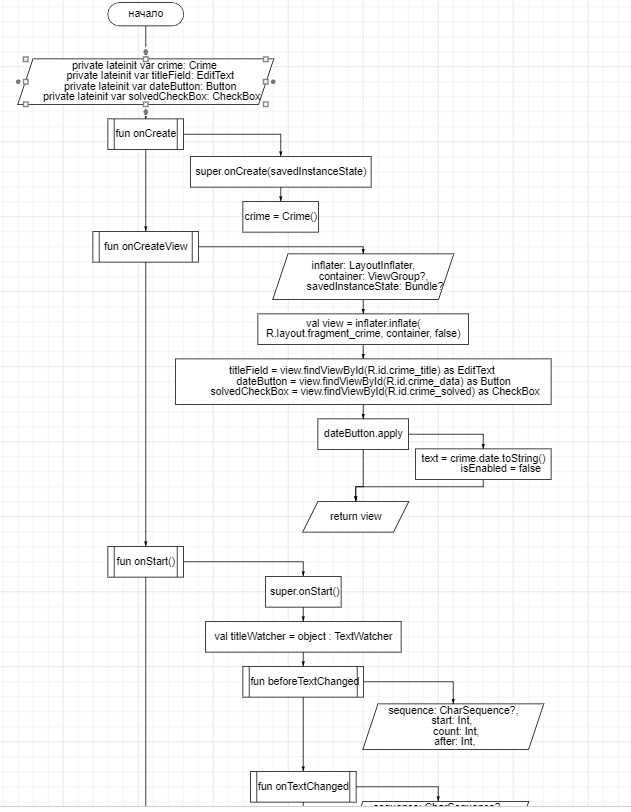 начало
private lateinit var crime: Crime
private lateinit var titleField: EditText
private lateinit var dateButton: Button
private lateinit var solvedCheckBox: CheckBox
fun onCreate
super.onCreate(savedInstanceState)
crime = Crime()
fun onCreateView
inflater: LayoutInflater,
container: ViewGroup?,
savedInstanceState: Bundle?
val view = inflater.inflate(
R.layout.fragment_crime, container, false)
titleField = view.findViewById(R.id.crime_title) as EditText
dateButton = view.findViewById(R.id.crime_data) as Button
solvedCheckBox = view.findViewById(R.id.crime_solved) as CheckBox
dateButton.apply
text = crime.date.toString()
isEnabled = false
return view
fun onStart()
super.onStart()
val titleWatcher = object : TextWatcher
fun beforeTextChanged
sequence: CharSequence?,
start: Int,
count: Int,
after: Int,
fun onTextChanged
sequence: CharSequence?